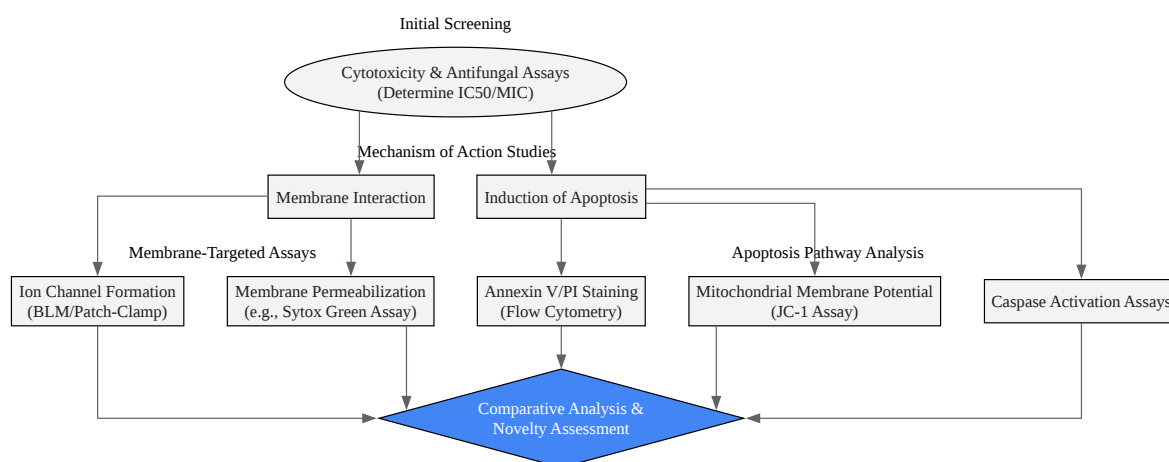 Initial Screening
Cytotoxicity & Antifungal Assays
(Determine IC50/MIC)
Mechanism of Action Studies
Membrane Interaction
Induction of Apoptosis
Membrane-Targeted Assays
Apoptosis Pathway Analysis
Ion Channel Formation
(BLM/Patch-Clamp)
Membrane Permeabilization
(e.g., Sytox Green Assay)
Annexin V/PI Staining
(Flow Cytometry)
Mitochondrial Membrane Potential
(JC-1 Assay)
Caspase Activation Assays
Comparative Analysis &
Novelty Assessment